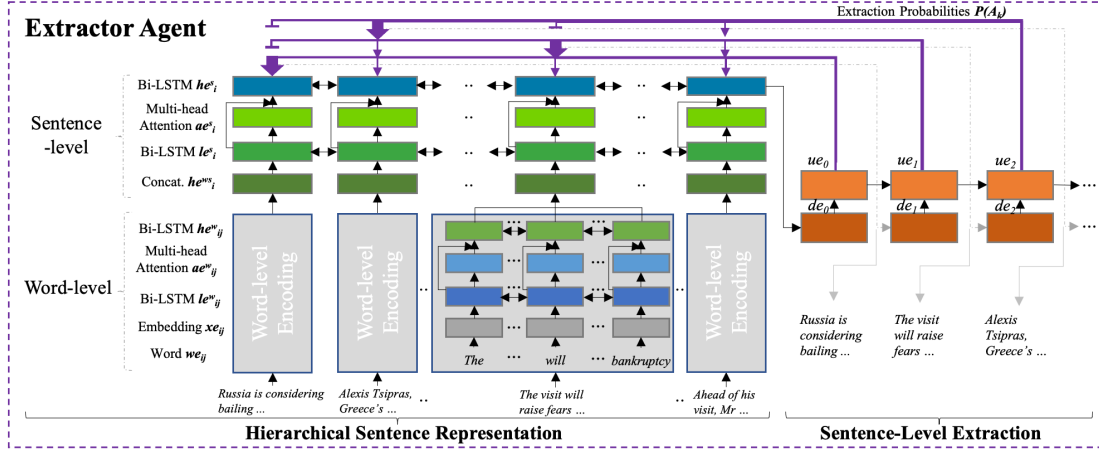 Extractor Agent
Extraction Probabilities P(A_k)
Sentence
-level
Bi-LSTM he^s_i
Multi-head
Attention ae^s_i
Bi-LSTM le^s_i
Concat. he^ws_i
Word-level
Bi-LSTM he^w_ij
Multi-head
Attention ae^w_ij
Bi-LSTM le^w_ij
Embedding xe_ij
Word we_ij
Word-level
Encoding
Word-level
Encoding
Word-level
Encoding
The
will
bankruptcy
...
Russia is considering
bailing ...
Alexis Tsipras,
Greece's ...
The visit will
raise fears ...
Ahead of his
visit, Mr ...
Hierarchical Sentence Representation
ue_0
ue_1
ue_2
de_0
de_1
de_2
...
Russia is
considering
bailing ...
The visit
will raise
fears ...
Alexis
Tsipras,
Greece's ...
Sentence-Level Extraction